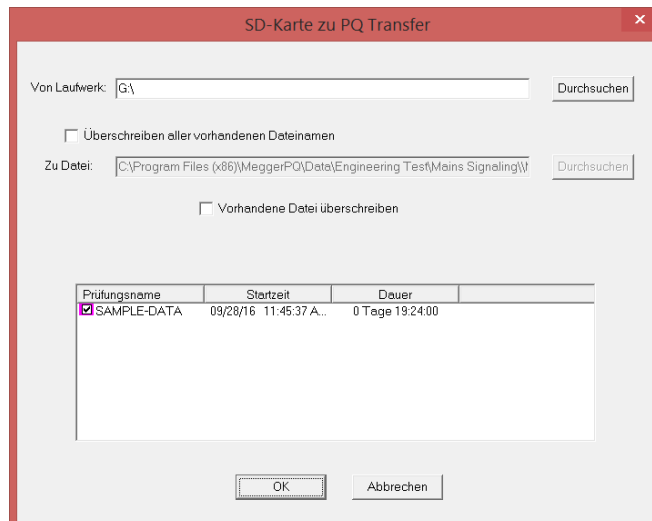 SD-Karte zu PQ Transfer
Von Laufwerk: G:\ Durchsuchen
Überschreiben aller vorhandenen Dateinamen
Zu Datei: C:\Program Files (x86)\MeggerPQ\Data\Engineering Test\Mains Signaling\\ Durchsuchen
Vorhandene Datei überschreiben
Prüfungsname Startzeit Dauer
SAMPLE-DATA 09/28/16 11:45:37 A... 0 Tage 19:24:00
OK Abbrechen